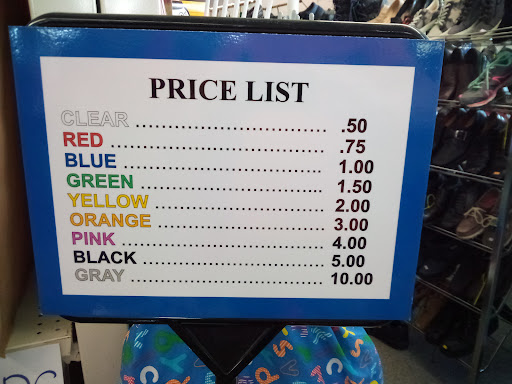 PRICE LIST
CLEAR .................................. .50
RED ........................................ .75
BLUE ...................................... 1.00
GREEN .................................. 1.50
YELLOW ............................... 2.00
ORANGE ............................... 3.00
PINK ...................................... 4.00
BLACK ................................... 5.00
GRAY ..................................... 10.00